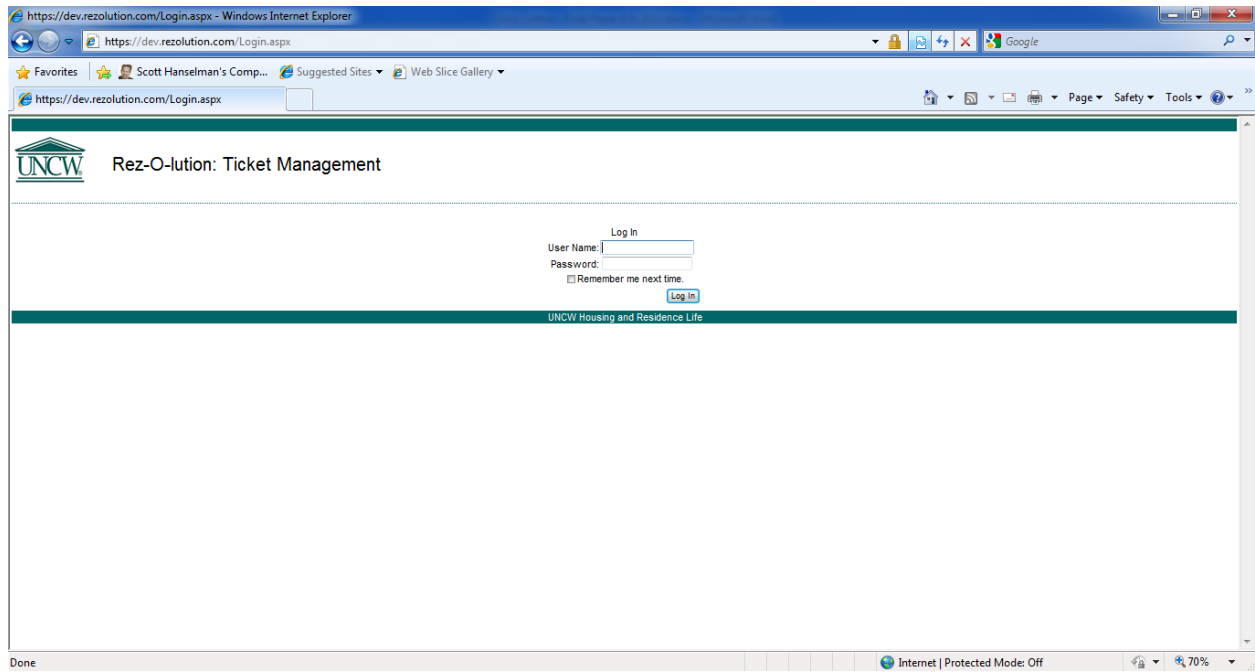 https://dev.rezolution.com/Login.aspx - Windows Internet Explorer
https://dev.rezolution.com/Login.aspx
Google
Favorites Scott Hanselman's Comp... Suggested Sites Web Slice Gallery
https://dev.rezolution.com/Login.aspx
Page Safety Tools
UNCW
Rez-O-lution: Ticket Management
Log In
User Name:
Password:
Remember me next time.
Log In
UNCW Housing and Residence Life
Done
Internet | Protected Mode: Off
70%